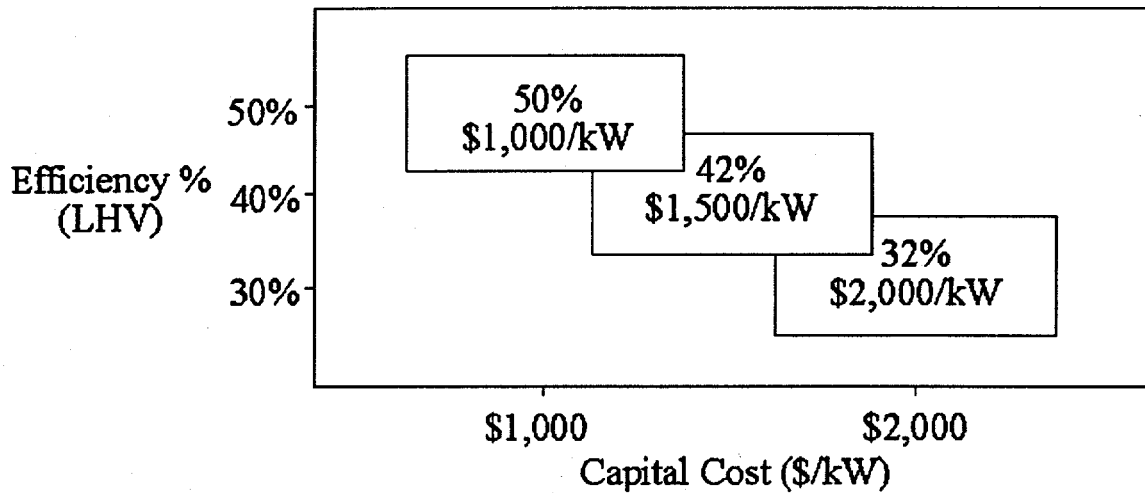 50%
$1,000/kW
42%
$1,500/kW
32%
$2,000/kW
Efficiency %
(LHV)
50%
40%
30%
$1,000
$2,000
Capital Cost ($/kW)